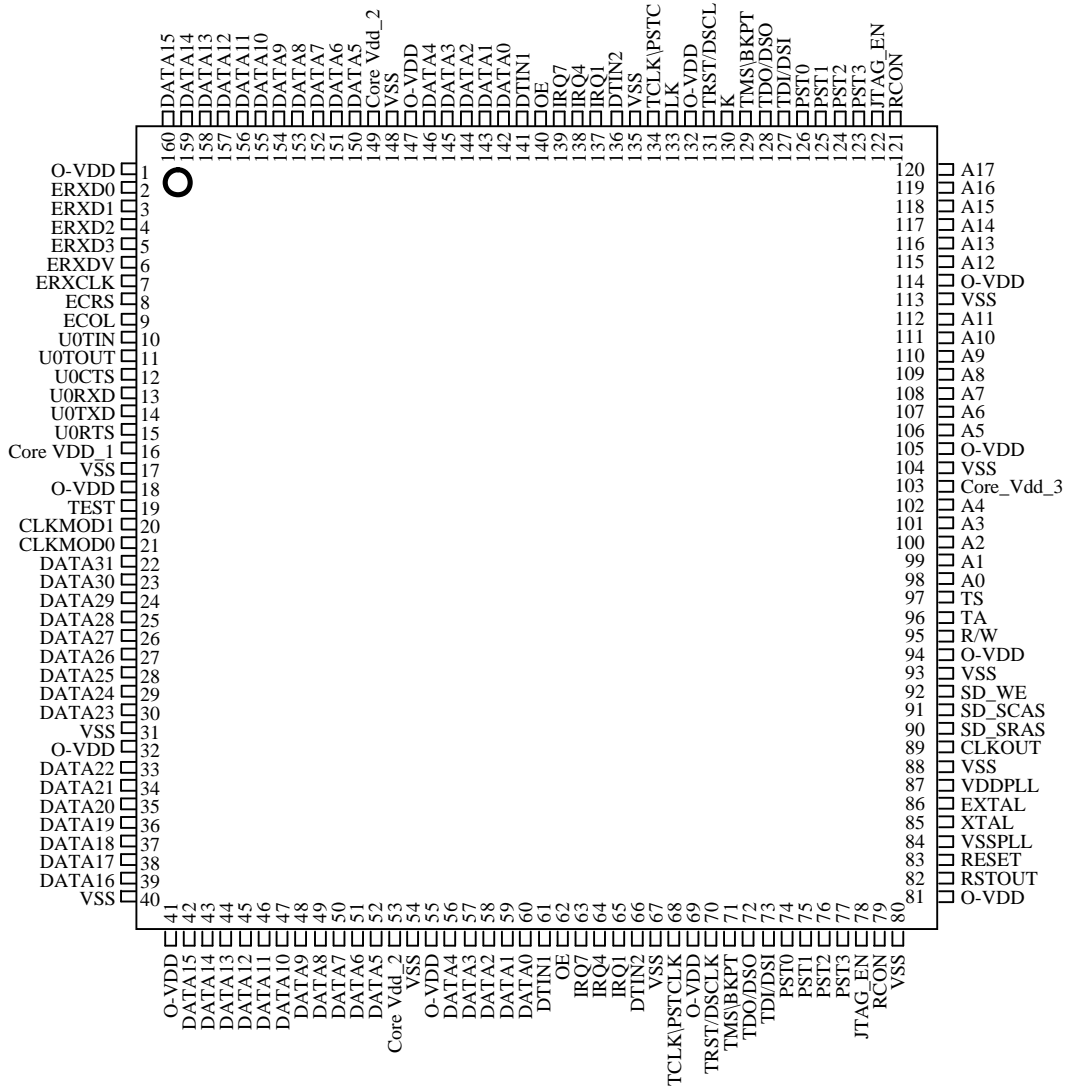 DATA15
DATA14
DATA13
DATA12
DATA11
DATA10
DATA9
DATA8
DATA7
DATA6
DATA5
Core Vdd_2
VSS
O-VDD
DATA4
DATA3
DATA2
DATA1
DATA0
DTIN1
OE
IRQ7
IRQ4
IRQ1
DTIN2
VSS
TCLK\PSTC
LK
O-VDD
TRST/DSCL
K
TMS\BKPT
TDO/DSO
TDI/DSI
PST0
PST1
PST2
PST3
JTAG_EN
RCON
160
159
158
157
156
155
154
153
152
151
150
149
148
147
146
145
144
143
142
141
140
139
138
137
136
135
134
133
132
131
130
129
128
127
126
125
124
123
122
121
O-VDD 1
ERXD0 2
ERXD1 3
ERXD2 4
ERXD3 5
ERXDV 6
ERXCLK 7
ECRS 8
ECOL 9
U0TIN 10
U0TOUT 11
U0CTS 12
U0RXD 13
U0TXD 14
U0RTS 15
Core VDD_1 16
VSS 17
O-VDD 18
TEST 19
CLKMOD1 20
CLKMOD0 21
DATA31 22
DATA30 23
DATA29 24
DATA28 25
DATA27 26
DATA26 27
DATA25 28
DATA24 29
DATA23 30
VSS 31
O-VDD 32
DATA22 33
DATA21 34
DATA20 35
DATA19 36
DATA18 37
DATA17 38
DATA16 39
VSS 40
120 A17
119 A16
118 A15
117 A14
116 A13
115 A12
114 O-VDD
113 VSS
112 A11
111 A10
110 A9
109 A8
108 A7
107 A6
106 A5
105 O-VDD
104 VSS
103 Core_Vdd_3
102 A4
101 A3
100 A2
99 A1
98 A0
97 TS
96 TA
95 R/W
94 O-VDD
93 VSS
92 SD_WE
91 SD_SCAS
90 SD_SRAS
89 CLKOUT
88 VSS
87 VDDPLL
86 EXTAL
85 XTAL
84 VSSPLL
83 RESET
82 RSTOUT
81 O-VDD
41
42
43
44
45
46
47
48
49
50
51
52
53
54
55
56
57
58
59
60
61
62
63
64
65
66
67
68
69
70
71
72
73
74
75
76
77
78
79
80
O-VDD
DATA15
DATA14
DATA13
DATA12
DATA11
DATA10
DATA9
DATA8
DATA7
DATA6
DATA5
Core Vdd_2
VSS
O-VDD
DATA4
DATA3
DATA2
DATA1
DATA0
DTIN1
OE
IRQ7
IRQ4
IRQ1
DTIN2
VSS
TCLK\PSTCLK
O-VDD
TRST/DSCLK
TMS\BKPT
TDO/DSO
TDI/DSI
PST0
PST1
PST2
PST3
JTAG_EN
RCON
VSS